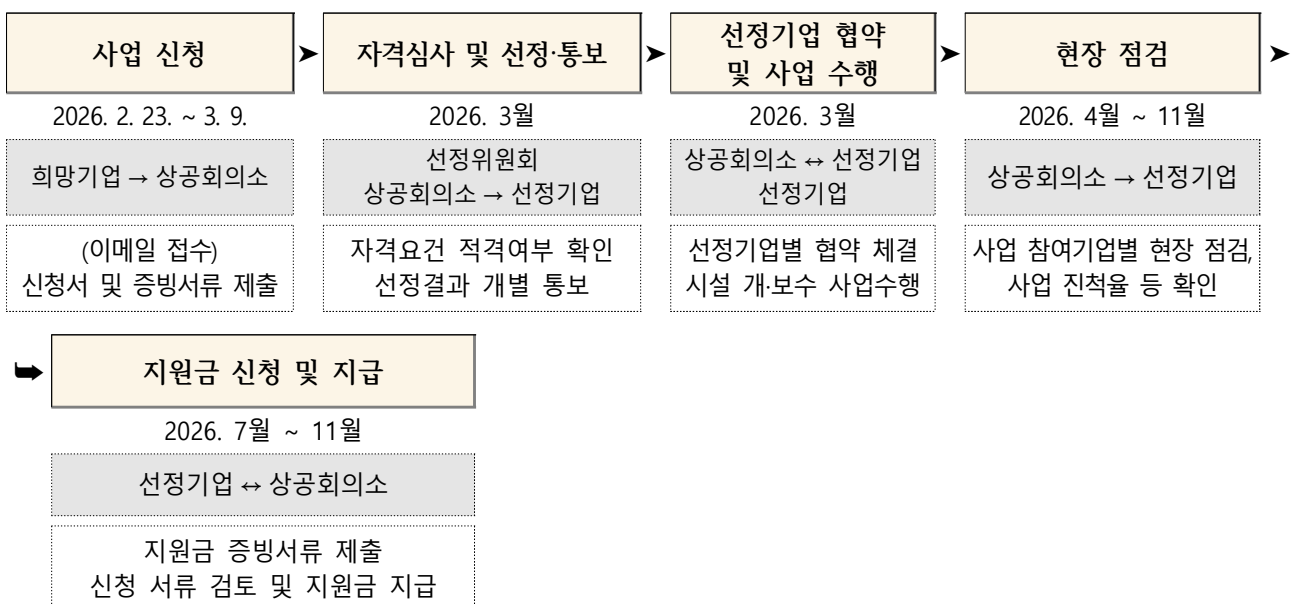 사업 신청
➤
자격심사 및 선정·통보
➤
선정기업 협약
및 사업 수행
➤
현장 점검
➤
2026. 2. 23. ~ 3. 9.
2026. 3월
2026. 3월
2026. 4월 ~ 11월
희망기업 → 상공회의소
선정위원회
상공회의소 → 선정기업
상공회의소 ↔ 선정기업
선정기업
상공회의소 → 선정기업
(이메일 접수)
신청서 및 증빙서류 제출
자격요건 적격여부 확인
선정결과 개별 통보
선정기업별 협약 체결
시설 개·보수 사업수행
사업 참여기업별 현장 점검,
사업 진척율 등 확인
➥
지원금 신청 및 지급
2026. 7월 ~ 11월
선정기업 ↔ 상공회의소
지원금 증빙서류 제출
신청 서류 검토 및 지원금 지급